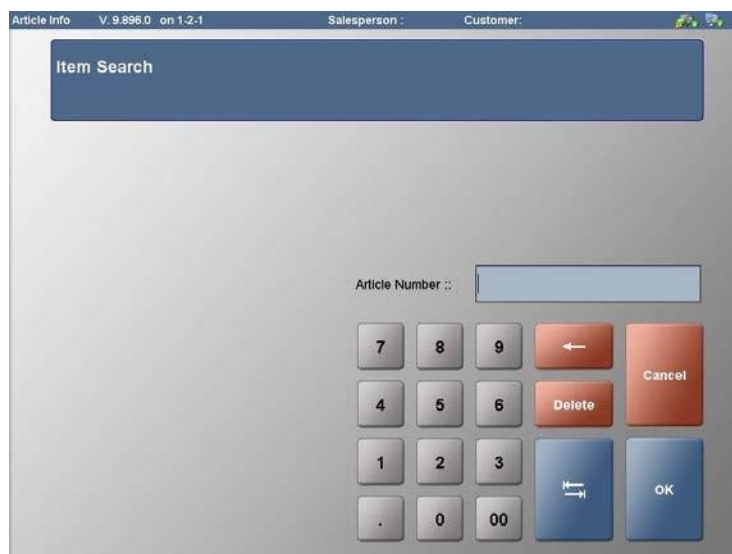 Article Info V. 9.896.0 on 1-2-1 Salesperson : Customer:
Item Search
Article Number ::
7 8 9
Cancel
4 5 6 Delete
1 2 3
OK
. 0 00